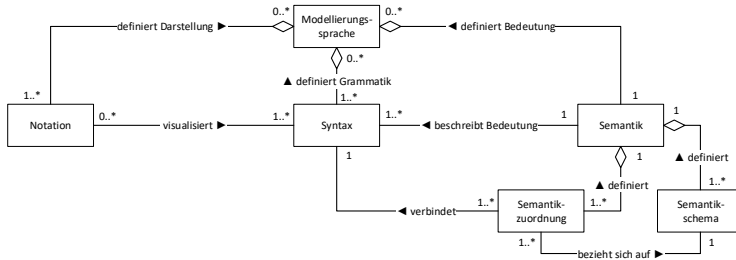 0..*
Modellierungs-
sprache
0..*
definiert Darstellung ►
◄ definiert Bedeutung
0..*
▲ definiert Grammatik
1..*
1..*
1
Notation
0..*
visualisiert ►
1..*
Syntax
1..*
◄ beschreibt Bedeutung
1
Semantik
1
1
1
▲ definiert
▲ definiert
◄ verbindet
1..*
Semantik-
zuordnung
1..*
1..*
Semantik-
schema
1..*
bezieht sich auf ►
1